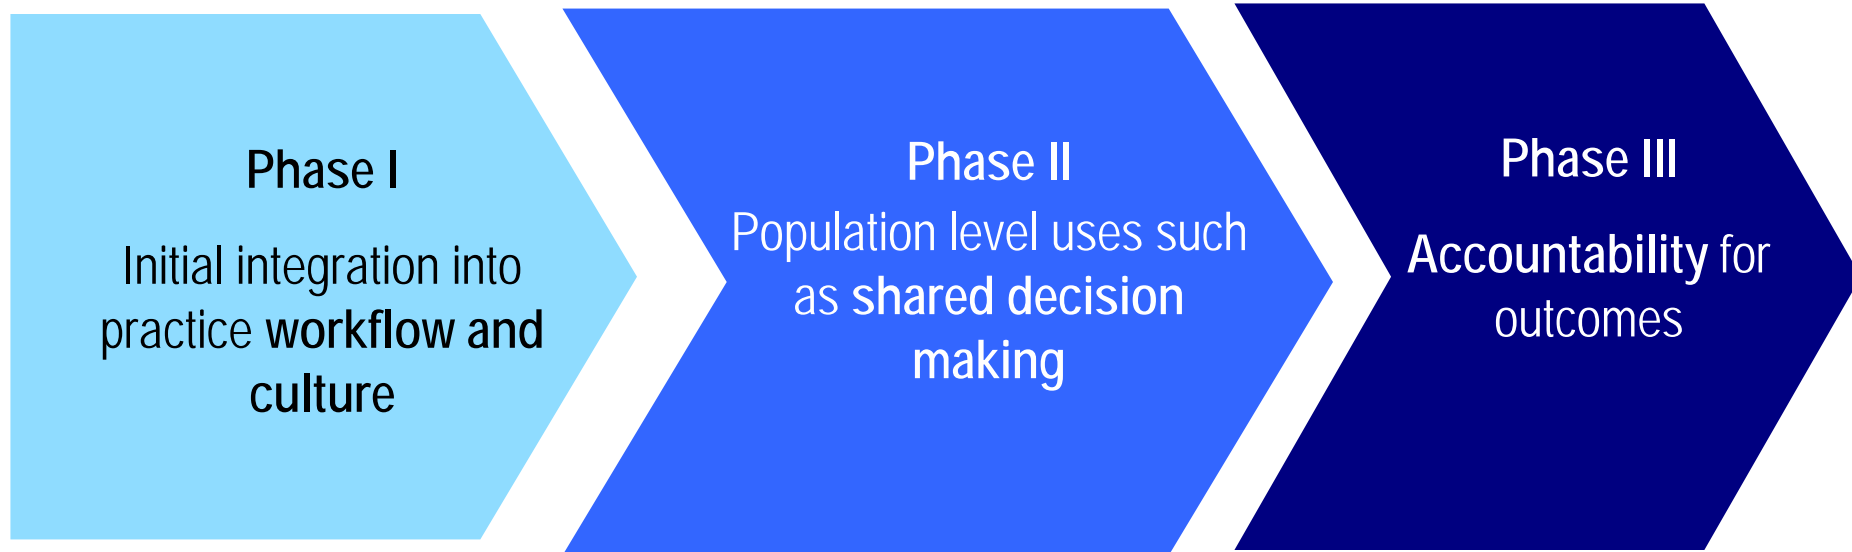 Phase I
Initial integration into
practice workflow and
culture
Phase II
Population level uses such
as shared decision
making
Phase III
Accountability for
outcomes